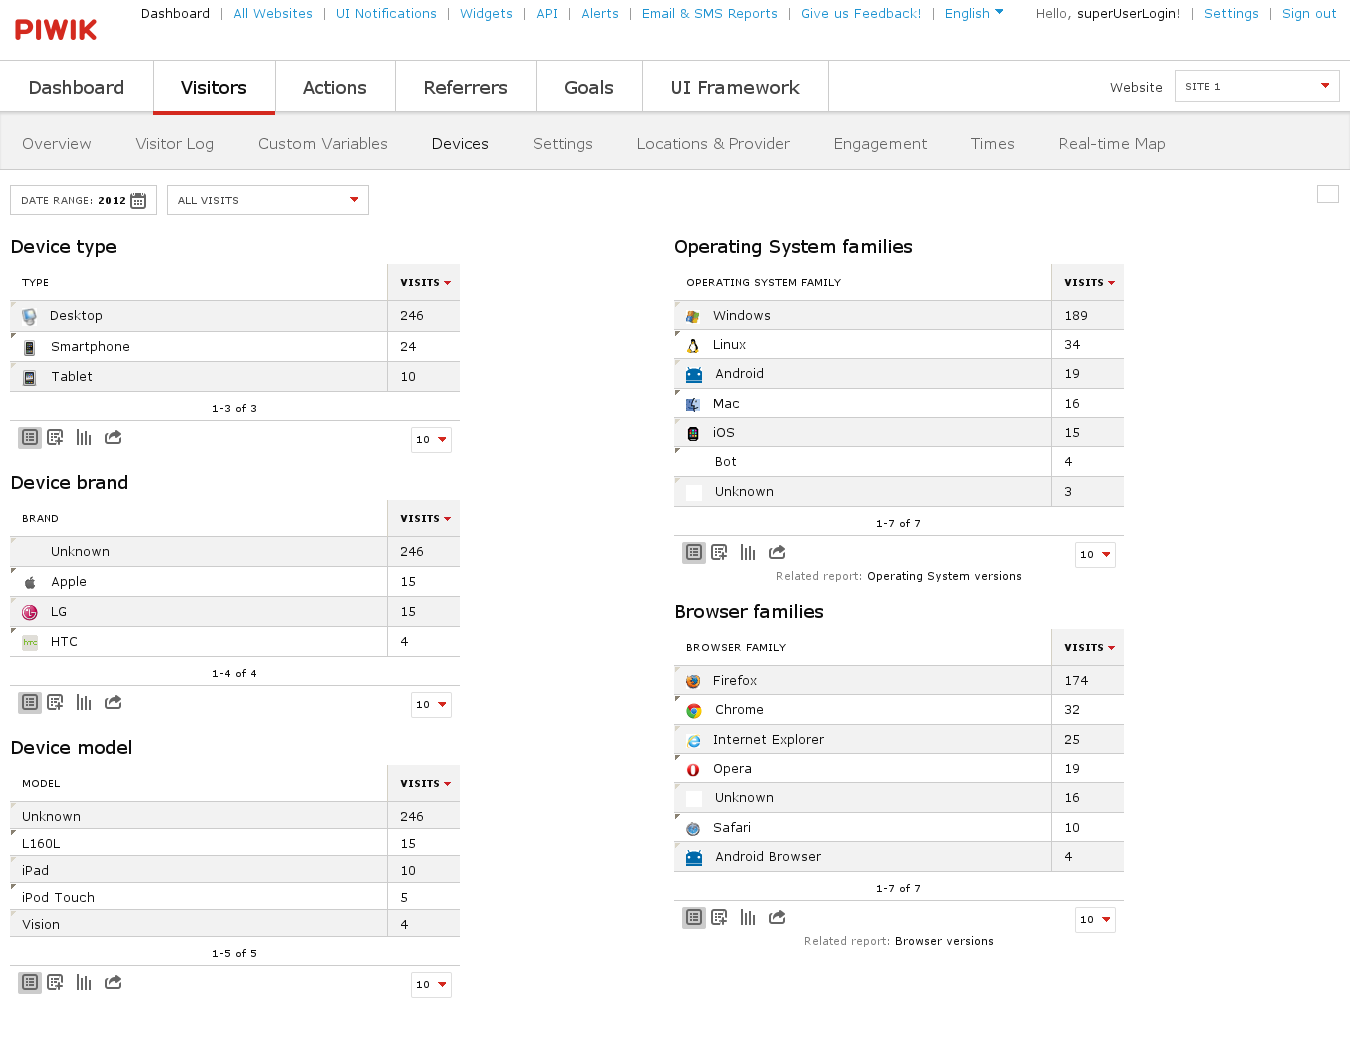 PIWIK
Dashboard | All Websites | UI Notifications | Widgets | API | Alerts | Email & SMS Reports | Give us Feedback! | English
Hello, superUserLogin! | Settings | Sign out
Dashboard Visitors Actions Referrers Goals UI Framework
Website SITE 1
Overview Visitor Log Custom Variables Devices Settings Locations & Provider Engagement Times Real-time Map
DATE RANGE: 2012
ALL VISITS
Device type
TYPE VISITS
Desktop 246
Smartphone 24
Tablet 10
1-3 of 3
10
Device brand
BRAND VISITS
Unknown 246
Apple 15
LG 15
hTC HTC 4
1-4 of 4
10
Device model
MODEL VISITS
Unknown 246
L160L 15
iPad 10
iPod Touch 5
Vision 4
1-5 of 5
10
Operating System families
OPERATING SYSTEM FAMILY VISITS
Windows 189
Linux 34
Android 19
Mac 16
iOS 15
Bot 4
Unknown 3
1-7 of 7
10
Related report: Operating System versions
Browser families
BROWSER FAMILY VISITS
Firefox 174
Chrome 32
Internet Explorer 25
Opera 19
Unknown 16
Safari 10
Android Browser 4
1-7 of 7
10
Related report: Browser versions